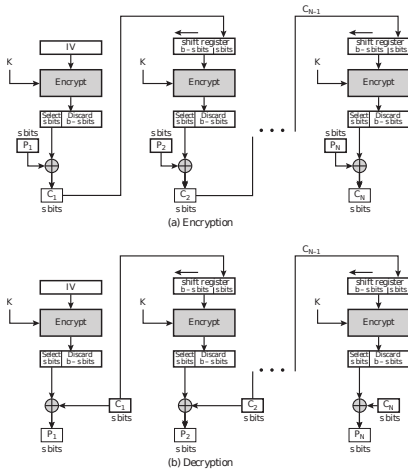 C N–1
IV
shift register
b – s bits | s bits
shift register
b – s bits | s bits
K
K
K
Encrypt
Encrypt
Encrypt
Select s bits
Discard b – s bits
Select s bits
Discard b – s bits
Select s bits
Discard b – s bits
s bits
s bits
s bits
P1
P2
PN
C1
C2
CN
s bits
s bits
s bits
(a) Encryption
C N–1
IV
shift register
b – s bits | s bits
shift register
b – s bits | s bits
K
K
K
Encrypt
Encrypt
Encrypt
Select s bits
Discard b – s bits
Select s bits
Discard b – s bits
Select s bits
Discard b – s bits
C1
C2
CN
s bits
s bits
s bits
P1
P2
PN
s bits
s bits
s bits
(b) Decryption